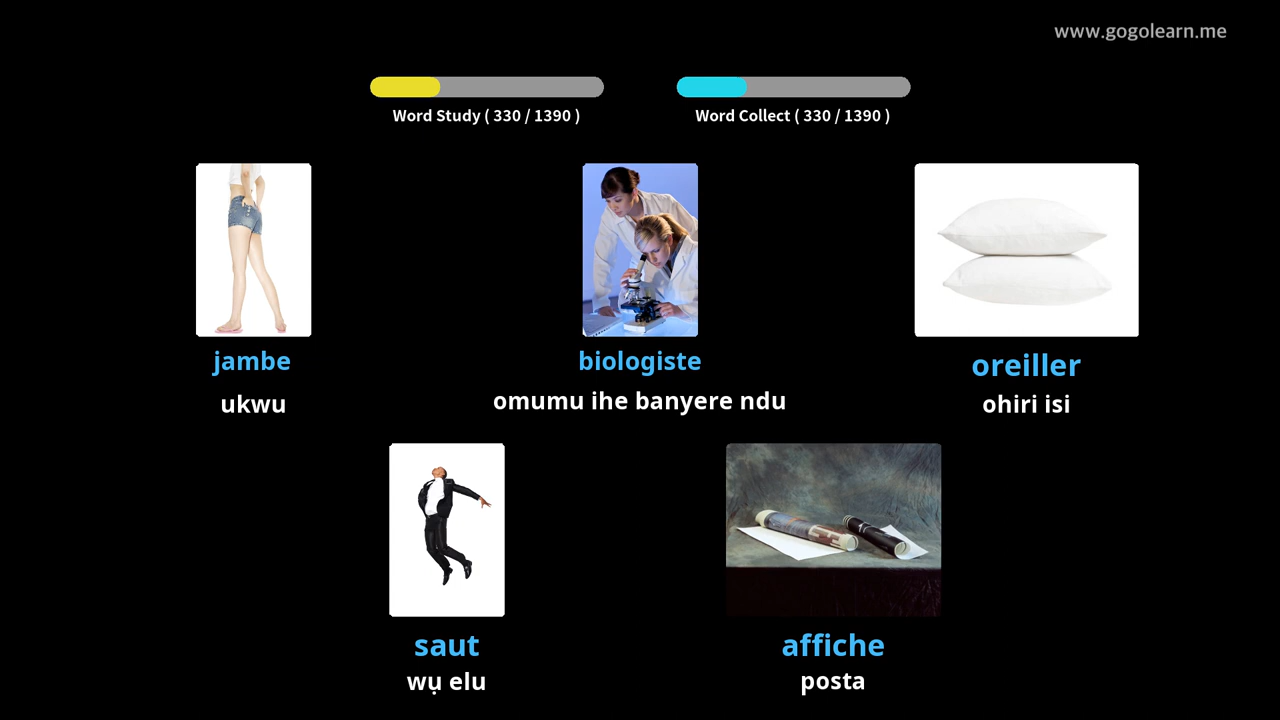 www.gogolearn.me
Word Study ( 330 / 1390 )
Word Collect ( 330 / 1390 )
jambe
ukwu
biologiste
omumu ihe banyere ndu
oreiller
ohiri isi
saut
wụ elu
affiche
posta